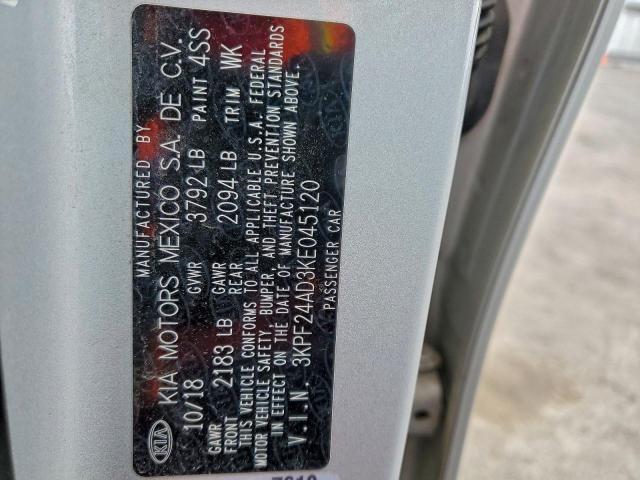 MANUFACTURED BY
KIA KIA MOTORS MEXICO S.A. DE C.V.
10/18 GVWR 3792 LB PAINT 4SS
GAWR FRONT 2183 LB GAWR REAR 2094 LB TRIM WK
THIS VEHICLE CONFORMS TO ALL APPLICABLE U.S.A. FEDERAL
MOTOR VEHICLE SAFETY, BUMPER, AND THEFT PREVENTION STANDARDS
IN EFFECT ON THE DATE OF MANUFACTURE SHOWN ABOVE.
V.I.N. 3KPF24AD3KE045120
PASSENGER CAR